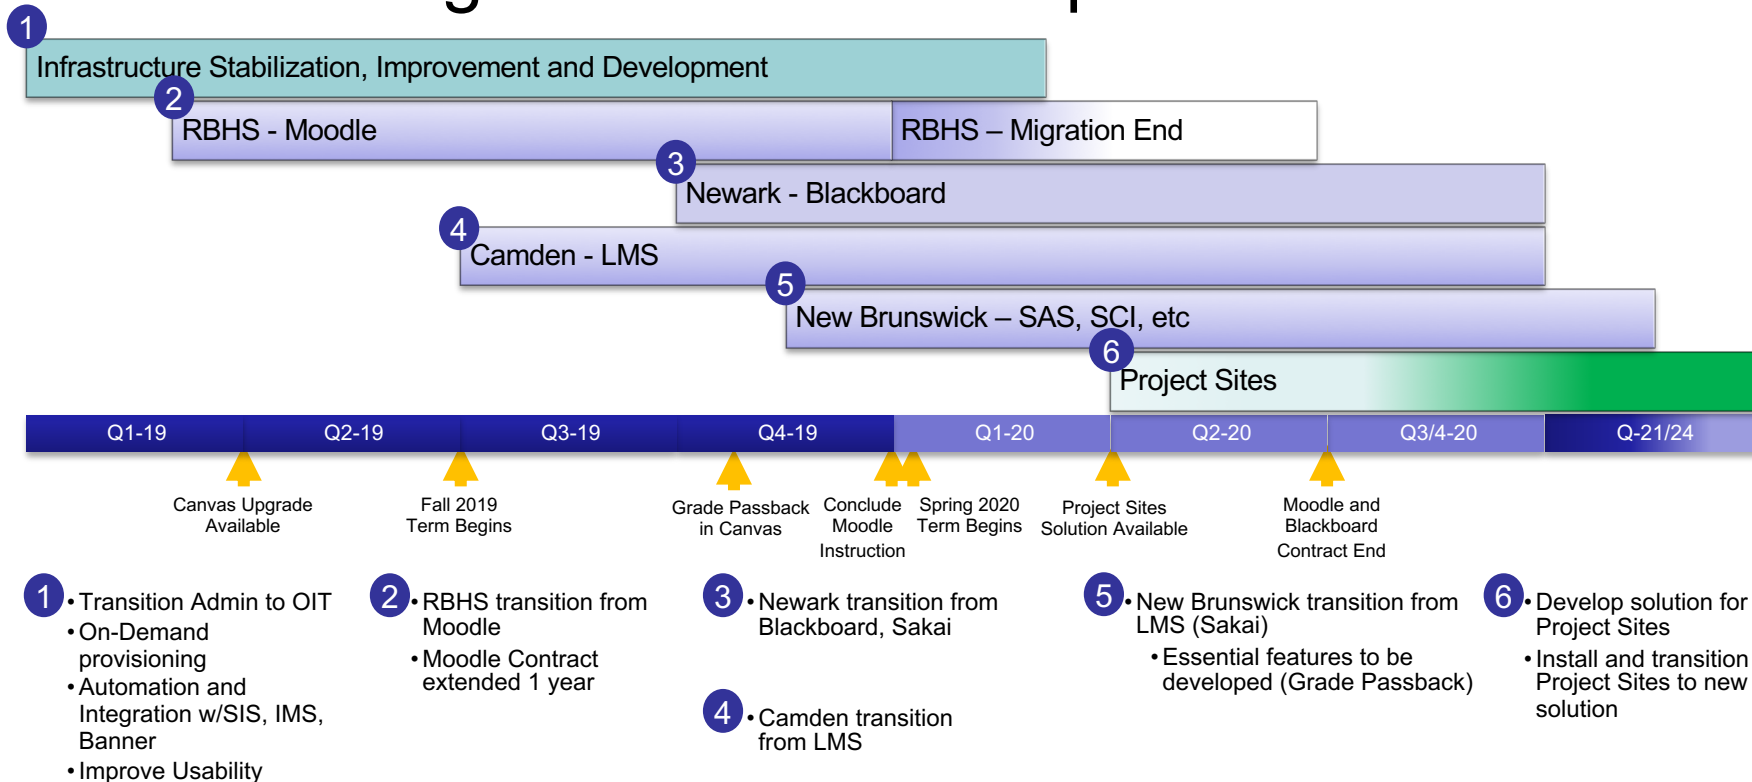 1
Infrastructure Stabilization, Improvement and Development
2
RBHS - Moodle
RBHS – Migration End
3
Newark - Blackboard
4
Camden - LMS
5
New Brunswick – SAS, SCI, etc
6
Project Sites
Q1-19
Q2-19
Q3-19
Q4-19
Q1-20
Q2-20
Q3/4-20
Q-21/24
Canvas Upgrade
Available
Fall 2019
Term Begins
Grade Passback
in Canvas
Conclude
Moodle
Instruction
Spring 2020
Term Begins
Project Sites
Solution Available
Moodle and
Blackboard
Contract End
1
• Transition Admin to OIT
• On-Demand
provisioning
• Automation and
Integration w/SIS, IMS,
Banner
• Improve Usability
2
• RBHS transition from
Moodle
• Moodle Contract
extended 1 year
3
• Newark transition from
Blackboard, Sakai
4
• Camden transition
from LMS
5
• New Brunswick transition from
LMS (Sakai)
• Essential features to be
developed (Grade Passback)
6
• Develop solution for
Project Sites
• Install and transition
Project Sites to new
solution